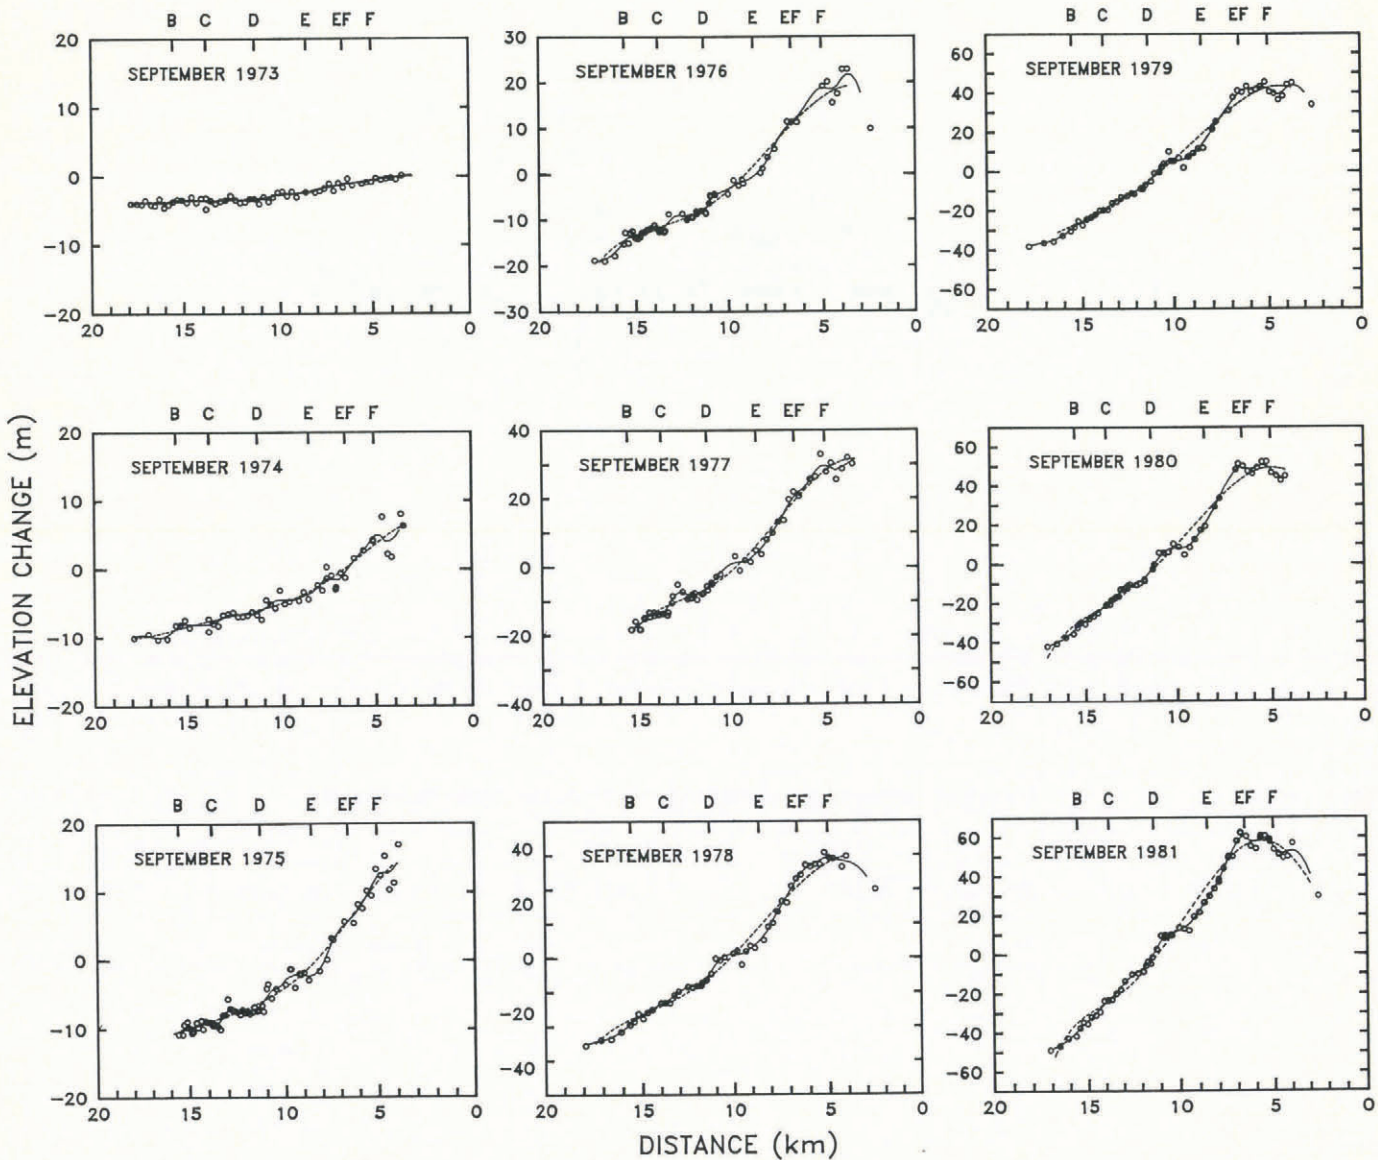 B C D E EF F
20
SEPTEMBER 1973
10
0
-10
-20
20 15 10 5 0
B C D E EF F
30
SEPTEMBER 1976
20
10
0
-10
-20
-30
20 15 10 5 0
B C D E EF F
60
SEPTEMBER 1979
40
20
0
-20
-40
-60
20 15 10 5 0
B C D E EF F
20
SEPTEMBER 1974
10
0
-10
-20
20 15 10 5 0
B C D E EF F
40
SEPTEMBER 1977
20
0
-20
-40
20 15 10 5 0
B C D E EF F
60
SEPTEMBER 1980
40
20
0
-20
-40
-60
20 15 10 5 0
B C D E EF F
20
SEPTEMBER 1975
10
0
-10
-20
20 15 10 5 0
B C D E EF F
40
SEPTEMBER 1978
20
0
-20
-40
20 15 10 5 0
B C D E EF F
60
SEPTEMBER 1981
40
20
0
-20
-40
-60
20 15 10 5 0
ELEVATION CHANGE (m)
DISTANCE (km)